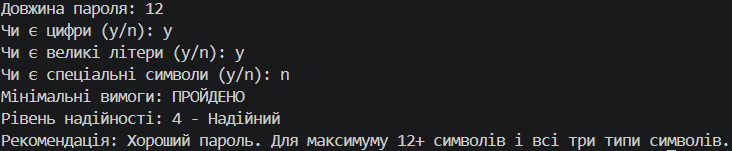 Довжина пароля: 12
Чи є цифри (y/n): y
Чи є великі літери (y/n): y
Чи є спеціальні символи (y/n): n
Мінімальні вимоги: ПРОЙДЕНО
Рівень надійності: 4 - Надійний
Рекомендація: Хороший пароль. Для максимуму 12+ символів і всі три типи символів.